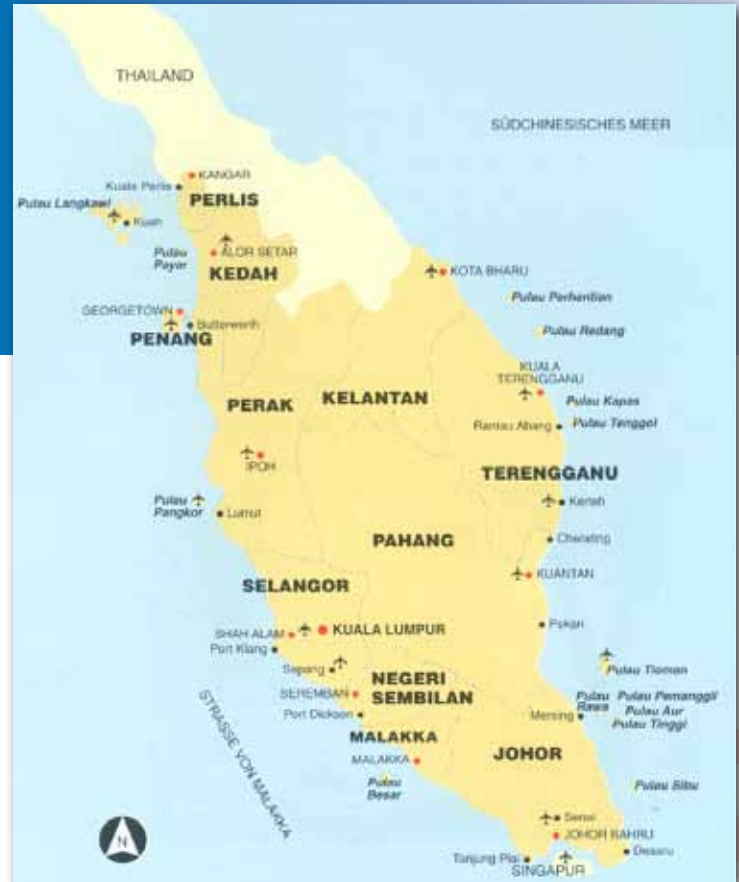 THAILAND
SÜDCHINESISCHES MEER
KANGAR
Kuala Perlis
PERLIS
Pulau Langkawi
Kuah
Pulau
Payar
ALOR SETAR
KEDAH
KOTA BHARU
Pulau Perhentian
GEORGETOWN
Butterworth
PENANG
Pulau Redang
KUALA
TERENGGANU
Pulau Kapas
PERAK
KELANTAN
Rantau Abang
Pulau Tenggol
IPOH
TERENGGANU
Pulau
Pangkor
Lumut
Kerteh
PAHANG
Cherating
SELANGOR
KUANTAN
SHAH ALAM
KUALA LUMPUR
Port Klang
Pekan
Sepang
NEGERI
SEMBILAN
Pulau Tioman
SEREMBAN
Port Dickson
Pulau
Rawa
Pulau Pemanggil
Pulau Aur
Pulau Tinggi
Mersing
STRASSE VON MALAKKA
MALAKKA
MALAKKA
JOHOR
Pulau
Besar
Pulau Sibu
Senai
JOHOR BAHRU
Desaru
Tanjung Piai
SINGAPUR
N